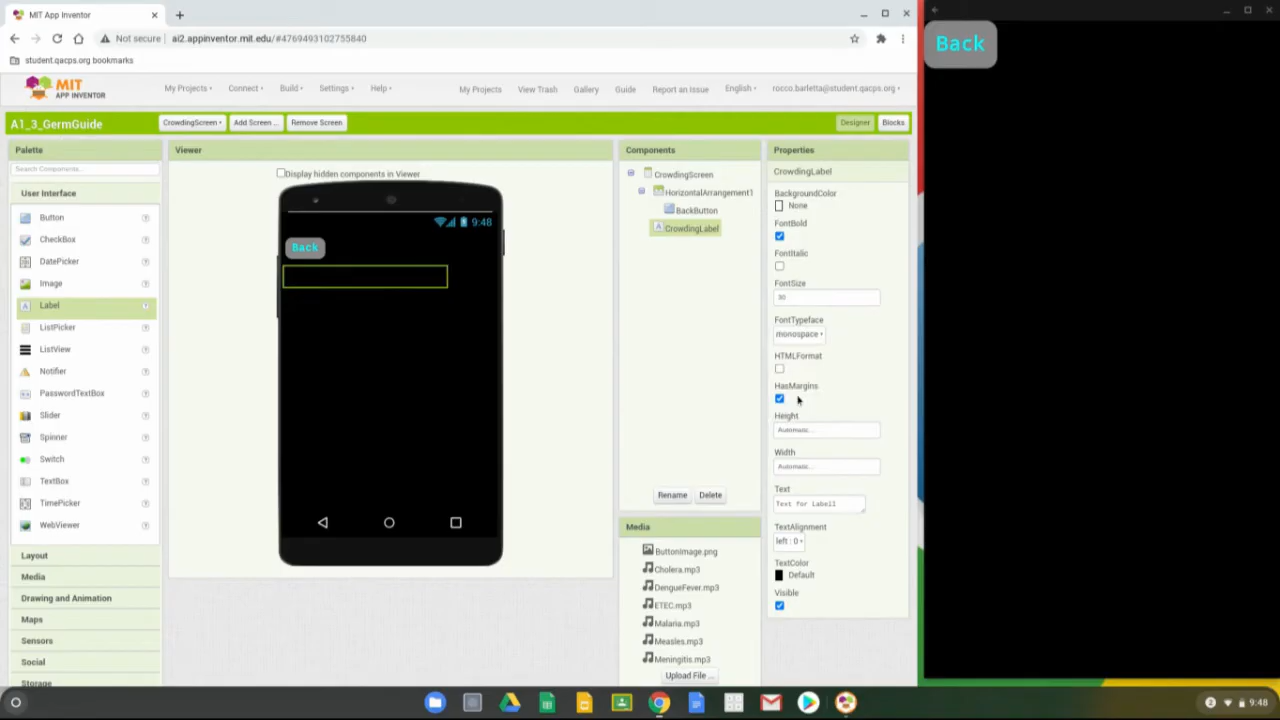 MIT App Inventor
Not secure | ai2.appinventor.mit.edu/#4769493102755840
student.qacps.org bookmarks
MIT
APP INVENTOR
My Projects
Connect
Build
Settings
Help
My Projects
View Trash
Gallery
Guide
Report an Issue
English
rocco.barletta@student.qacps.org
A1_3_GermGuide
CrowdingScreen
Add Screen ...
Remove Screen
Designer
Blocks
Palette
Search Components...
User Interface
Button
CheckBox
DatePicker
Image
Label
ListPicker
ListView
Notifier
PasswordTextBox
Slider
Spinner
Switch
TextBox
TimePicker
WebViewer
Layout
Media
Drawing and Animation
Maps
Sensors
Social
Storage
Viewer
Display hidden components in Viewer
9:48
Back
Components
CrowdingScreen
HorizontalArrangement1
BackButton
CrowdingLabel
Rename
Delete
Media
ButtonImage.png
Cholera.mp3
DengueFever.mp3
ETEC.mp3
Malaria.mp3
Measles.mp3
Meningitis.mp3
Upload File ...
Properties
CrowdingLabel
BackgroundColor
None
FontBold
FontItalic
FontSize
30
FontTypeface
monospace
HTMLFormat
HasMargins
Height
Automatic...
Width
Automatic...
Text
Text for Label1
TextAlignment
left : 0
TextColor
Default
Visible
Back
2
9:48